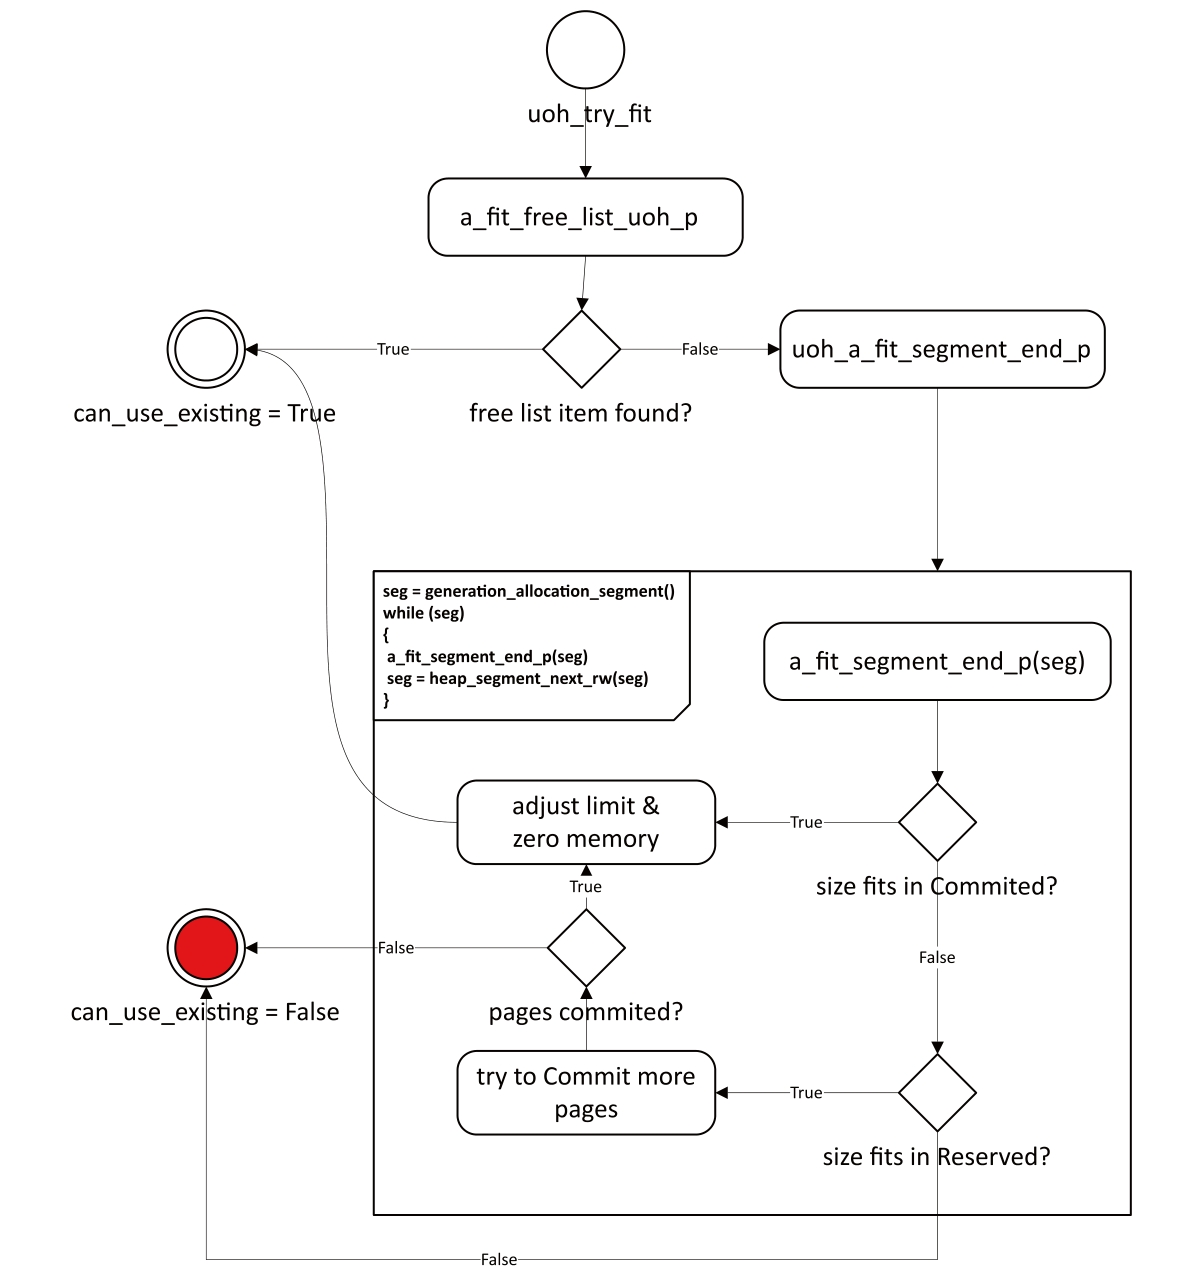 uoh_try_fit
a_fit_free_list_uoh_p
True
False
uoh_a_fit_segment_end_p
can_use_existing = True
free list item found?
seg = generation_allocation_segment()
while (seg)
{
a_fit_segment_end_p(seg)
seg = heap_segment_next_rw(seg)
}
a_fit_segment_end_p(seg)
adjust limit &
zero memory
True
size fits in Commited?
True
False
False
can_use_existing = False
pages commited?
try to Commit more
pages
True
size fits in Reserved?
False